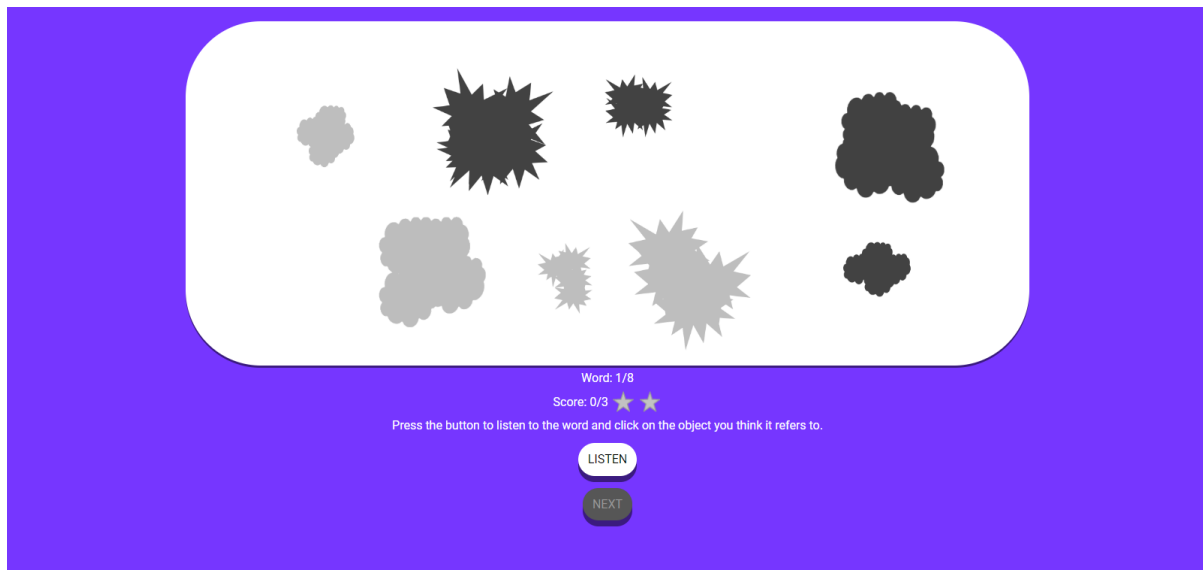 Word: 1/8
Score: 0/3
Press the button to listen to the word and click on the object you think it refers to.
LISTEN
NEXT